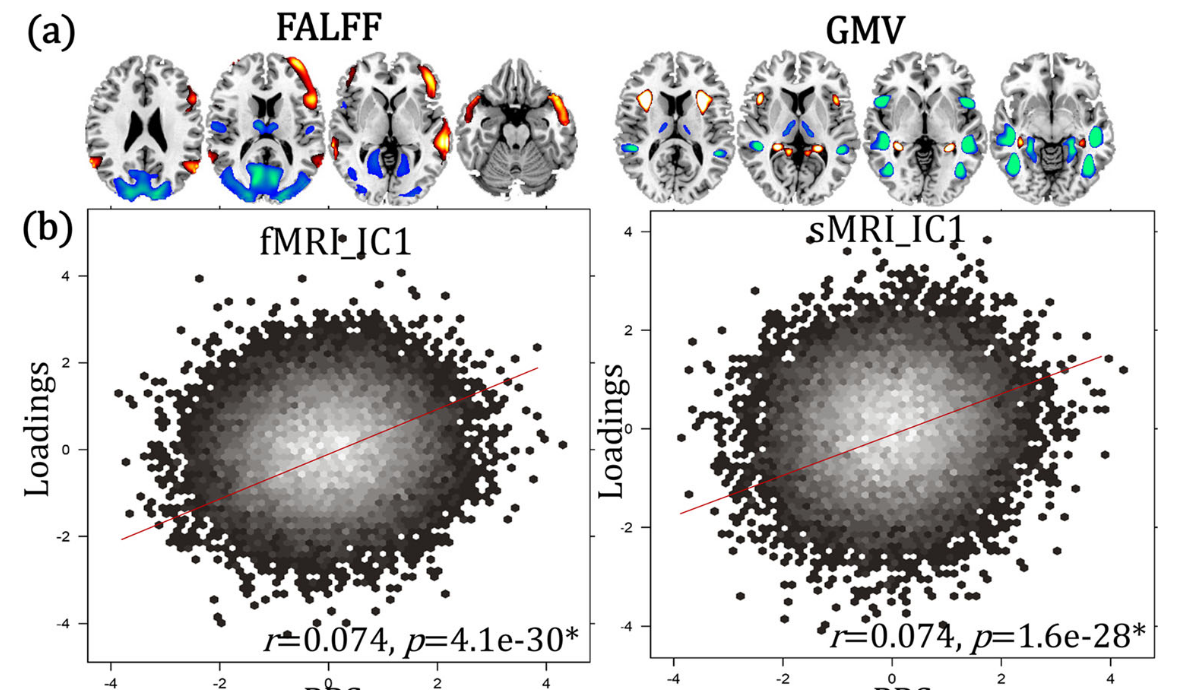 (a) FALFF GMV
(b) fMRI_IC1 sMRI_IC1
4 4
2 2
Loadings 0 Loadings 0
-2 -2
-4 -4
r=0.074, p=4.1e-30* r=0.074, p=1.6e-28*
-4 -2 0 2 4 -4 -2 0 2 4